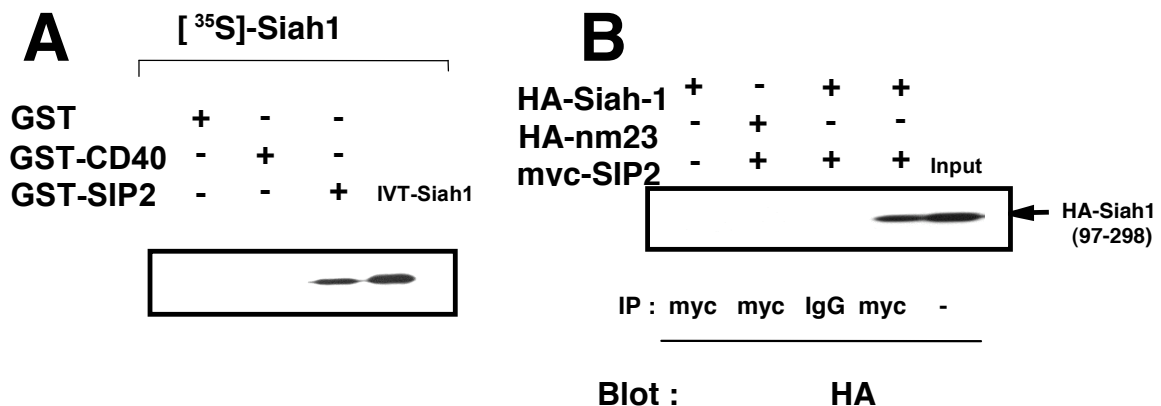 A
[ ³⁵S]-Siah1
GST + - -
GST-CD40 - + -
GST-SIP2 - - + IVT-Siah1
B
HA-Siah-1 + - + +
HA-nm23 - + - -
mvc-SIP2 - + + + Input
HA-Siah1
(97-298)
IP : myc myc IgG myc -
Blot : HA